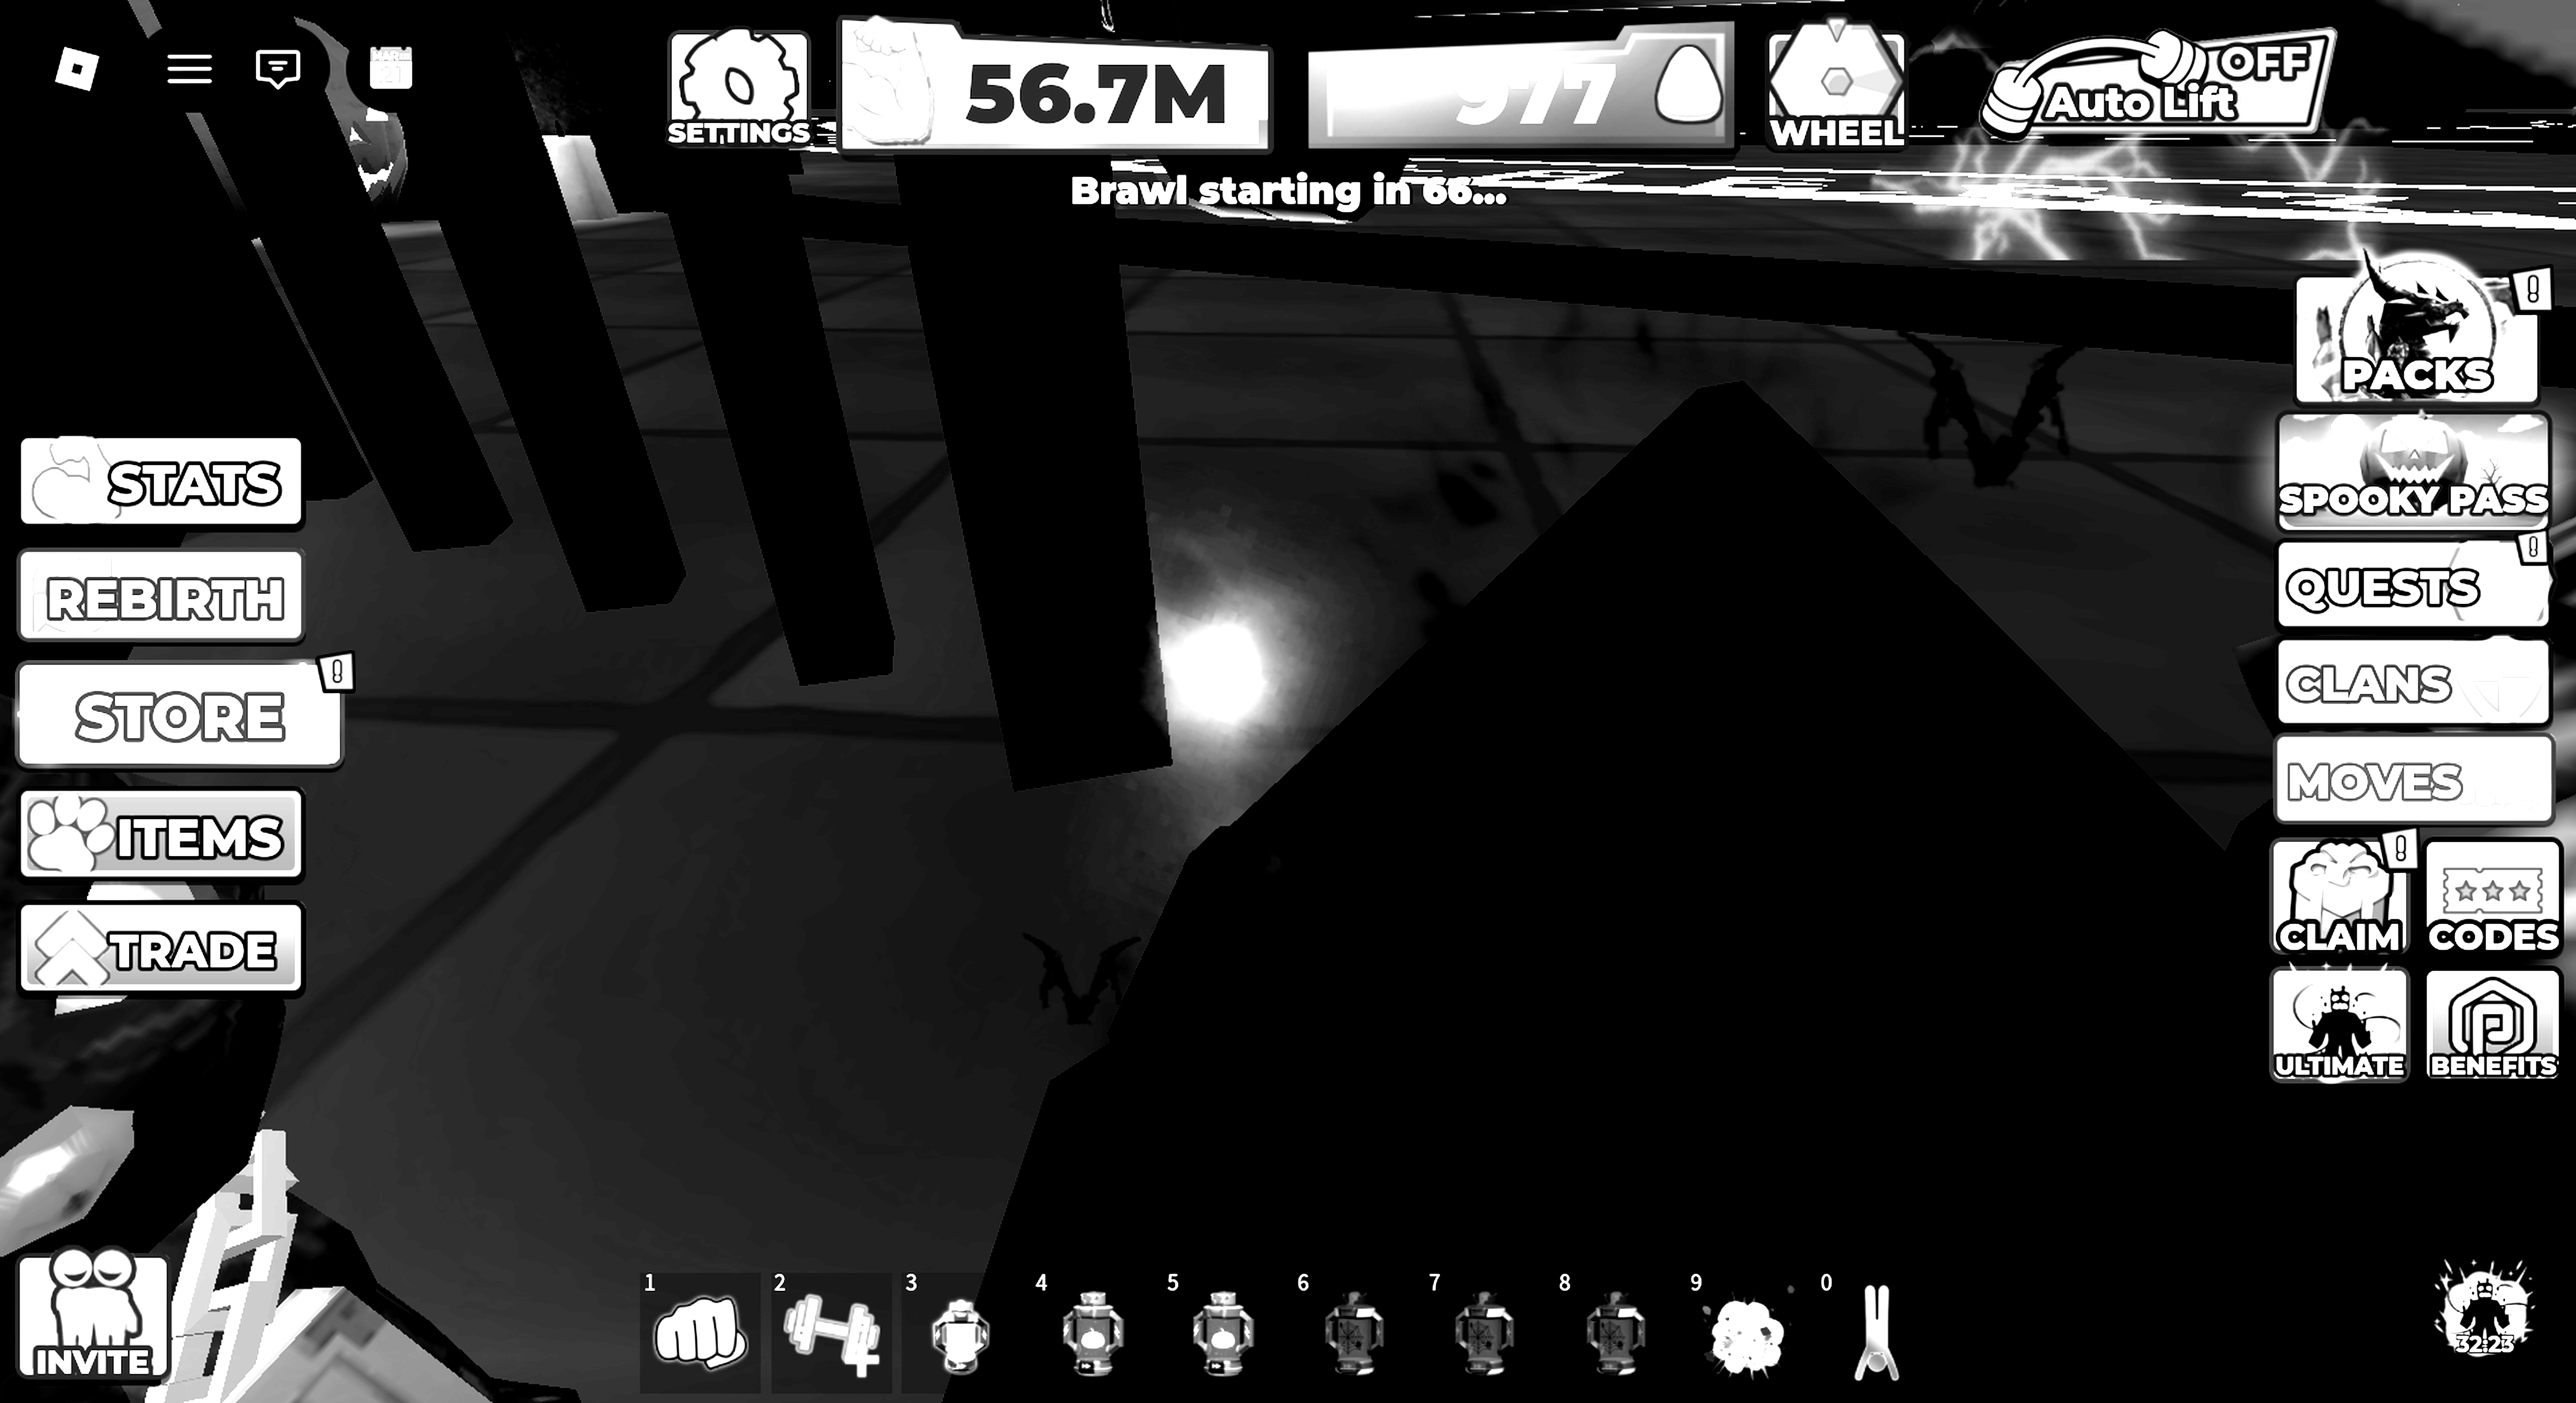 SETTINGS
56.7M
977
WHEEL
OFF
Auto Lift
Brawl starting in 66...
PACKS
SPOOKY PASS
QUESTS
CLANS
MOVES
CLAIM
CODES
ULTIMATE
BENEFITS
STATS
REBIRTH
STORE
ITEMS
TRADE
INVITE
1
2
3
4
5
6
7
8
9
0
32:23